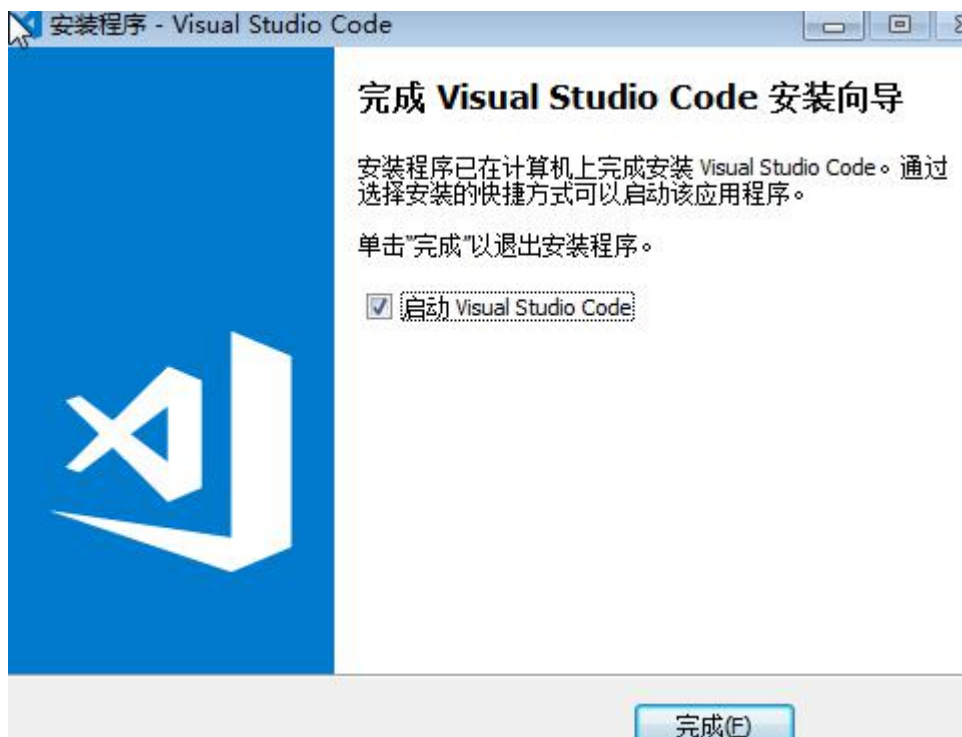 安装程序 - Visual Studio Code
完成 Visual Studio Code 安装向导
安装程序已在计算机上完成安装 Visual Studio Code。通过
选择安装的快捷方式可以启动该应用程序。
单击"完成"以退出安装程序。
启动 Visual Studio Code
完成(F)